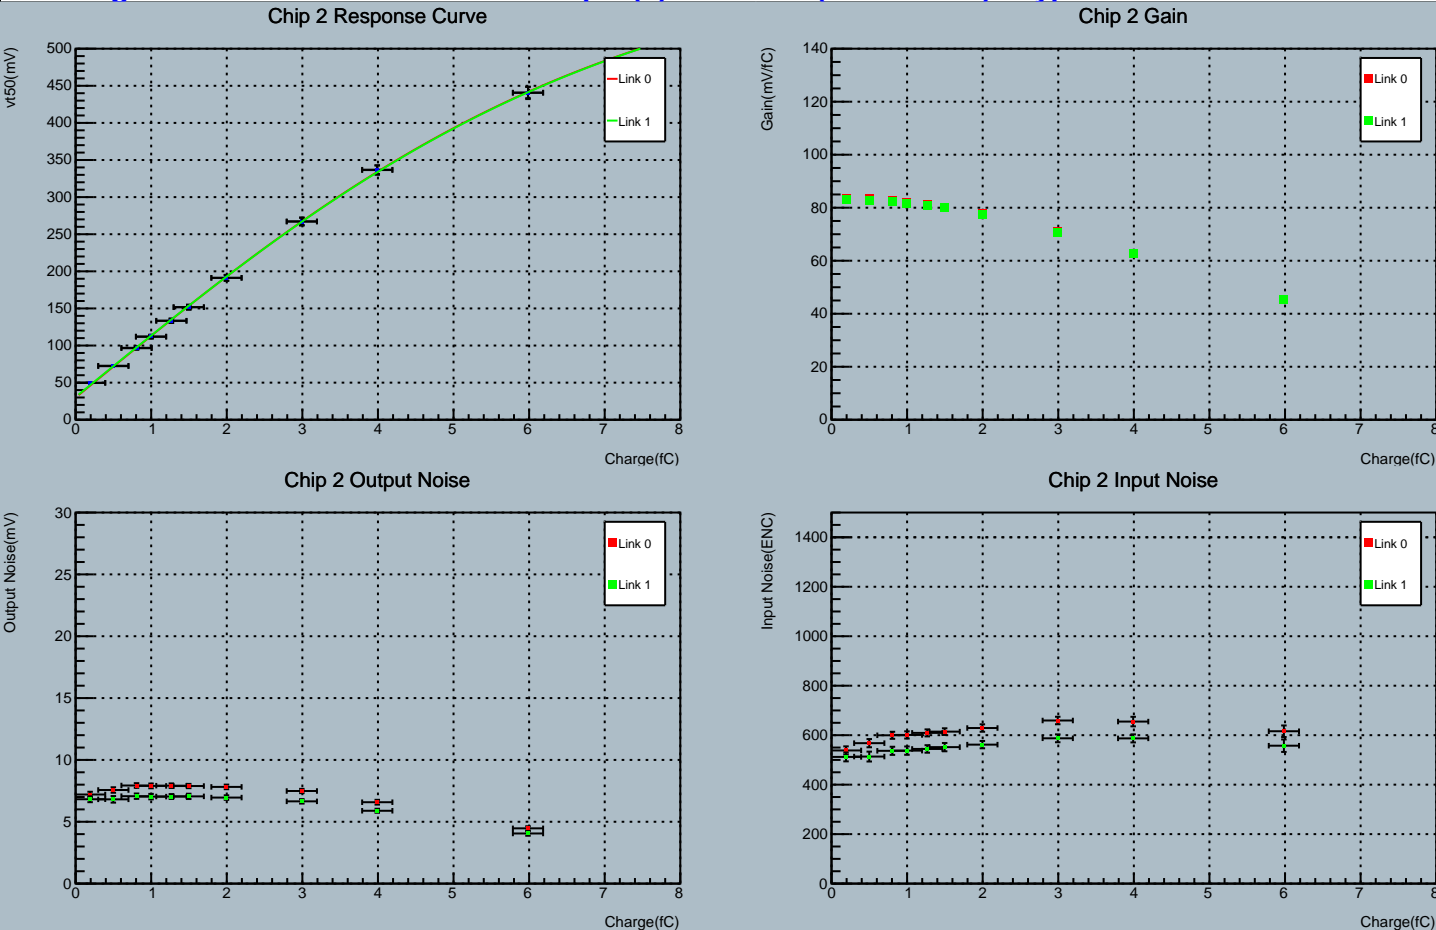 Chip 2 Response Curve
vt50(mV)
500
450
400
350
300
250
200
150
100
50
0
0 1 2 3 4 5 6 7 8
Charge(fC)
Link 0
Link 1
Chip 2 Gain
Gain(mV/fC)
140
120
100
80
60
40
20
0
0 1 2 3 4 5 6 7 8
Charge(fC)
Link 0
Link 1
Chip 2 Output Noise
Output Noise(mV)
30
25
20
15
10
5
0
0 1 2 3 4 5 6 7 8
Charge(fC)
Link 0
Link 1
Chip 2 Input Noise
Input Noise(ENC)
1400
1200
1000
800
600
400
200
0
0 1 2 3 4 5 6 7 8
Charge(fC)
Link 0
Link 1